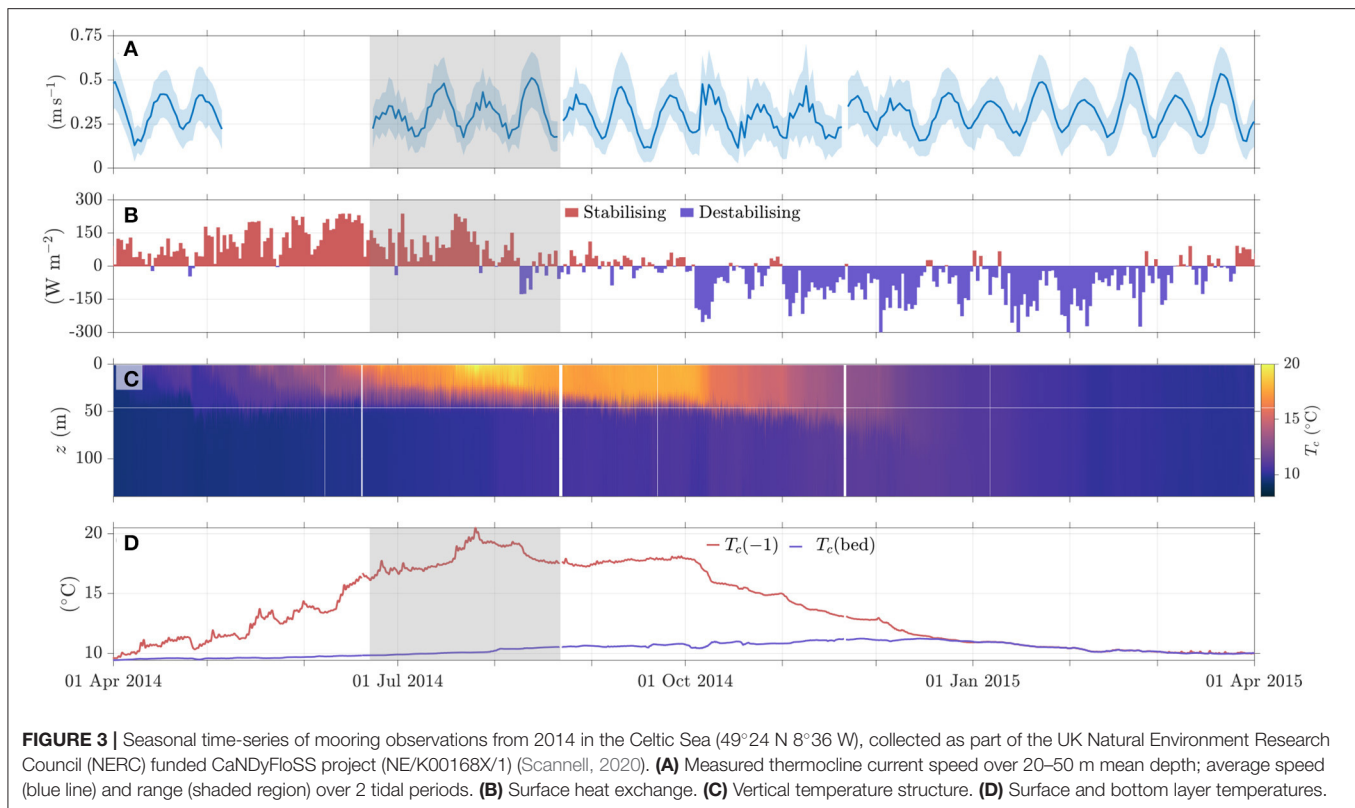 A
0.75
0.5
0.25
0
(ms⁻¹)
B
300
150
0
-150
-300
(W m⁻²)
Stabilising Destabilising
C
0
50
100
z (m)
20
15
10
T_c (°C)
D
20
15
10
(°C)
T_c(−1) T_c(bed)
01 Apr 2014 01 Jul 2014 01 Oct 2014 01 Jan 2015 01 Apr 2015
FIGURE 3 | Seasonal time-series of mooring observations from 2014 in the Celtic Sea (49°24 N 8°36 W), collected as part of the UK Natural Environment Research
Council (NERC) funded CaNDyFloSS project (NE/K00168X/1) (Scannell, 2020). (A) Measured thermocline current speed over 20–50 m mean depth; average speed
(blue line) and range (shaded region) over 2 tidal periods. (B) Surface heat exchange. (C) Vertical temperature structure. (D) Surface and bottom layer temperatures.